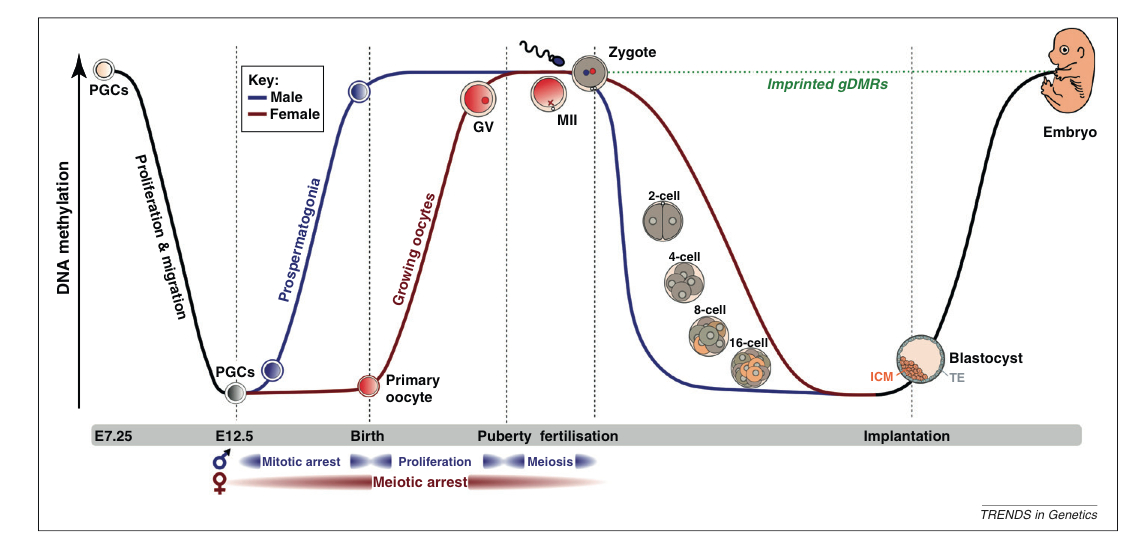 Key:
Male
Female
DNA methylation
PGCs
Proliferation & migration
PGCs
Prospermatogonia
Primary
oocyte
Growing oocytes
GV
MII
Zygote
Imprinted gDMRs
2-cell
4-cell
8-cell
16-cell
ICM
TE
Blastocyst
Embryo
E7.25 E12.5 Birth Puberty fertilisation Implantation
♂ Mitotic arrest Proliferation Meiosis
♀ Meiotic arrest
TRENDS in Genetics